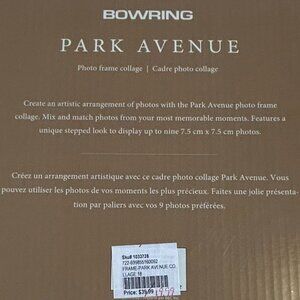 BOWRING
PARK AVENUE
Photo frame collage | Cadre photo collage
Create an artistic arrangement of photos with the Park Avenue photo frame
collage. Mix and match photos from your most memorable moments. Features a
unique stepped look to display up to nine 7.5 cm x 7.5 cm photos.
Créez un arrangement artistique avec ce cadre photo collage Park Avenue. Vous
pouvez utiliser les photos de vos moments les plus précieux. Faites une jolie présenta-
tion par paliers avec vos 9 photos préférées.
Sku# 1033728
FRAME-PARK AVENUE CO
LLAGE 18
Price: $39.99